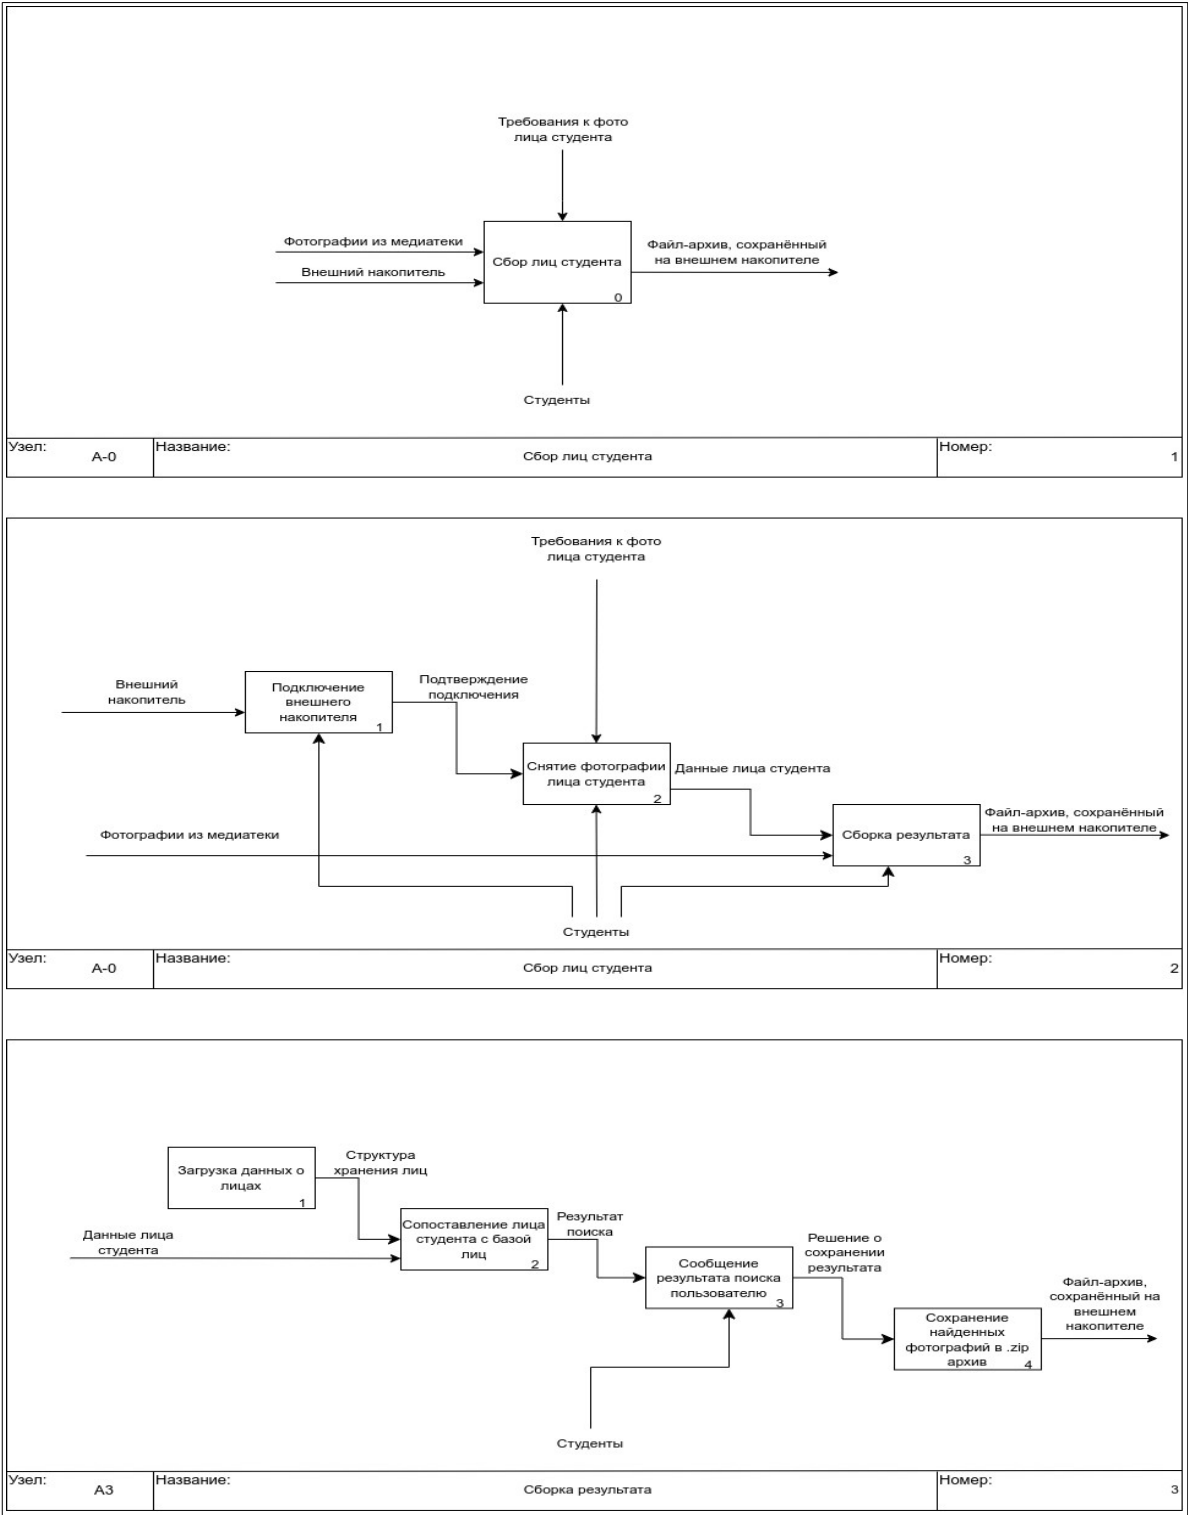 Требования к фото
лица студента
Фотографии из медиатеки
Внешний накопитель
Сбор лиц студента
0
Файл-архив, сохранённый
на внешнем накопителе
Студенты
Узел:
А-0
Название:
Сбор лиц студента
Номер:
1
Требования к фото
лица студента
Внешний
накопитель
Подключение
внешнего
накопителя
1
Подтверждение
подключения
Снятие фотографии
лица студента
2
Данные лица студента
Фотографии из медиатеки
Сборка результата
3
Файл-архив, сохранённый
на внешнем накопителе
Студенты
Узел:
А-0
Название:
Сбор лиц студента
Номер:
2
Загрузка данных о
лицах
1
Структура
хранения лиц
Данные лица
студента
Сопоставление лица
студента с базой
лиц
2
Результат
поиска
Сообщение
результата поиска
пользователю
3
Решение о
сохранении
результата
Сохранение
найденных
фотографий в .zip
архив
4
Файл-архив,
сохранённый на
внешнем
накопителе
Студенты
Узел:
А3
Название:
Сборка результата
Номер:
3